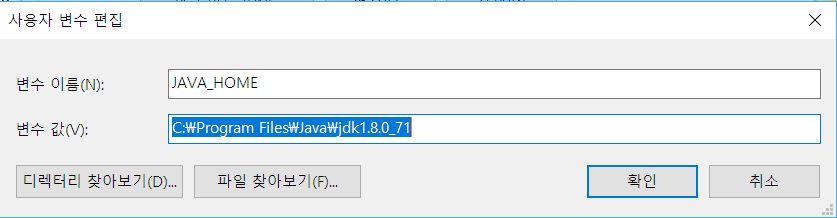 사용자 변수 편집
변수 이름(N): JAVA_HOME
변수 값(V): C:₩Program Files₩Java₩jdk1.8.0_71
디렉터리 찾아보기(D)... 파일 찾아보기(F)... 확인 취소